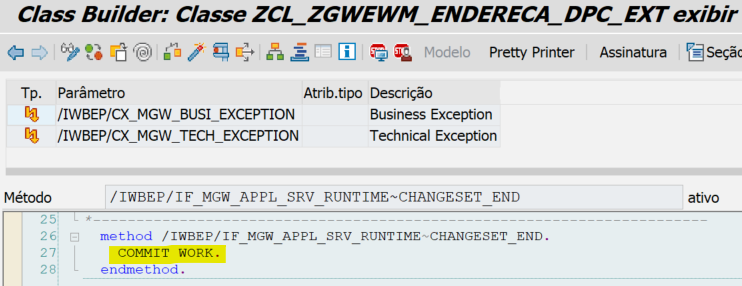 Class Builder: Classe ZCL_ZGWEWM_ENDERECA_DPC_EXT exibir
Modelo Pretty Printer Assinatura Seção
Tp. Parâmetro Atrib.tipo Descrição
/IWBEP/CX_MGW_BUSI_EXCEPTION Business Exception
/IWBEP/CX_MGW_TECH_EXCEPTION Technical Exception
Método /IWBEP/IF_MGW_APPL_SRV_RUNTIME~CHANGESET_END ativo
25 *----------------------------------------------------------------------
26 method /IWBEP/IF_MGW_APPL_SRV_RUNTIME~CHANGESET_END.
27 COMMIT WORK.
28 endmethod.